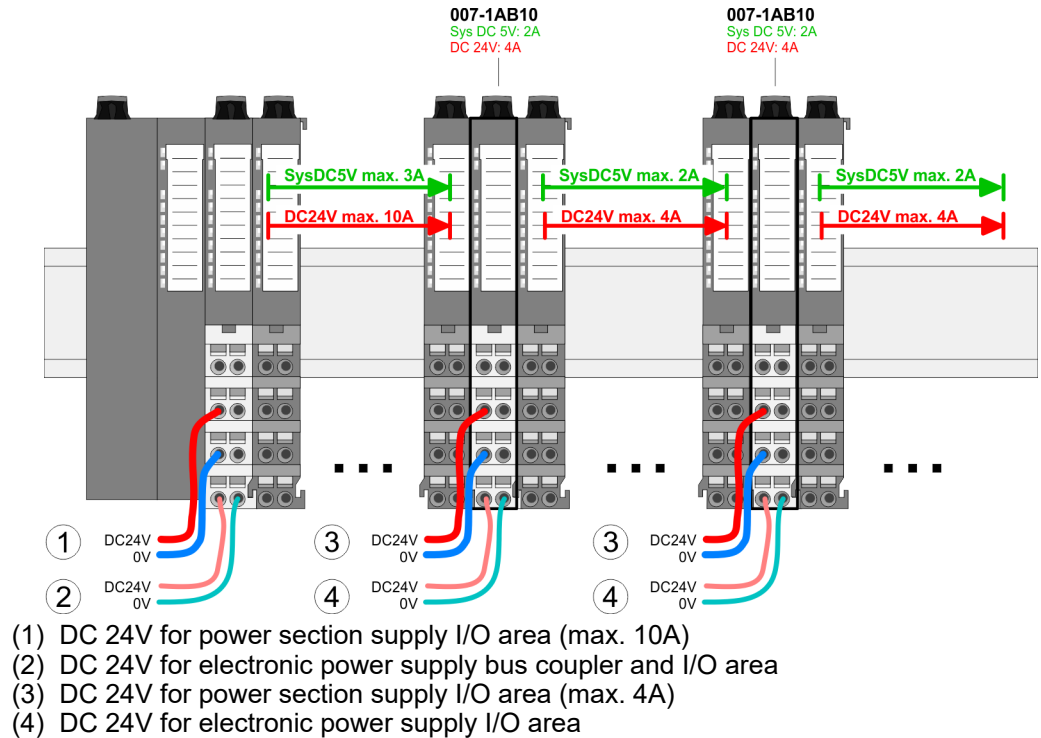 007-1AB10
Sys DC 5V: 2A
DC 24V: 4A
007-1AB10
Sys DC 5V: 2A
DC 24V: 4A
SysDC5V max. 3A
SysDC5V max. 2A
SysDC5V max. 2A
DC24V max. 10A
DC24V max. 4A
DC24V max. 4A
1 DC24V
0V
2 DC24V
0V
3 DC24V
0V
4 DC24V
0V
3 DC24V
0V
4 DC24V
0V
(1) DC 24V for power section supply I/O area (max. 10A)
(2) DC 24V for electronic power supply bus coupler and I/O area
(3) DC 24V for power section supply I/O area (max. 4A)
(4) DC 24V for electronic power supply I/O area